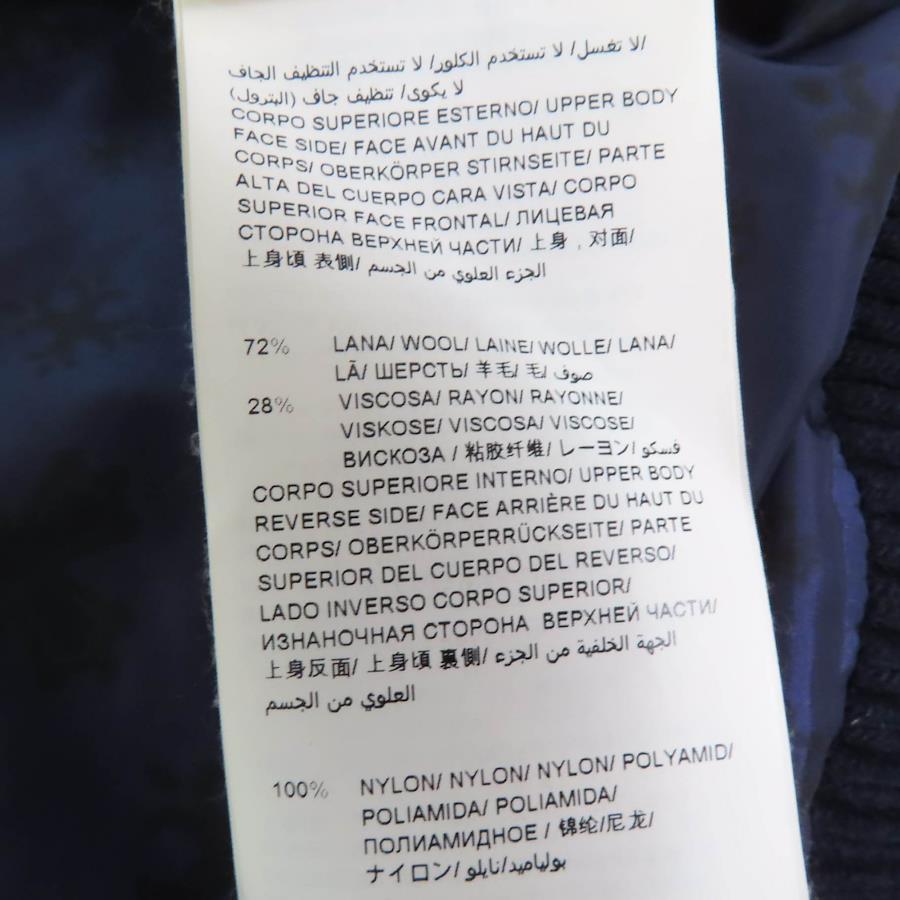 لا تغسل/ لا تستخدم الكلور/ لا تستخدم التنظيف الجاف/
لا يكوى/ تنظيف جاف (البترول)
CORPO SUPERIORE ESTERNO/ UPPER BODY
FACE SIDE/ FACE AVANT DU HAUT DU
CORPS/ OBERKÖRPER STIRNSEITE/ PARTE
ALTA DEL CUERPO CARA VISTA/ CORPO
SUPERIOR FACE FRONTAL/ ЛИЦЕВАЯ
СТОРОНА ВЕРХНЕЙ ЧАСТИ/ 上身 , 对面/
上身頃 表側/ الجزء العلوي من الجسم
72% LANA/ WOOL/ LAINE/ WOLLE/ LANA/
LÃ/ ШЕРСТЬ/ 羊毛/ 毛/ صوف
28% VISCOSA/ RAYON/ RAYONNE/
VISKOSE/ VISCOSA/ VISCOSE/
ВИСКОЗА / 粘胶纤维/ レーヨン/ فسكو
CORPO SUPERIORE INTERNO/ UPPER BODY
REVERSE SIDE/ FACE ARRIÈRE DU HAUT DU
CORPS/ OBERKÖRPERRÜCKSEITE/ PARTE
SUPERIOR DEL CUERPO DEL REVERSO/
LADO INVERSO CORPO SUPERIOR/
ИЗНАНОЧНАЯ СТОРОНА ВЕРХНЕЙ ЧАСТИ/
上身反面/ 上身頃 裏側/ الجهة الخلفية من الجزء
العلوي من الجسم
100% NYLON/ NYLON/ NYLON/ POLYAMID/
POLIAMIDA/ POLIAMIDA/
ПОЛИАМИДНОЕ / 锦纶/尼龙/
ナイロン/ بولياميد/نايلو